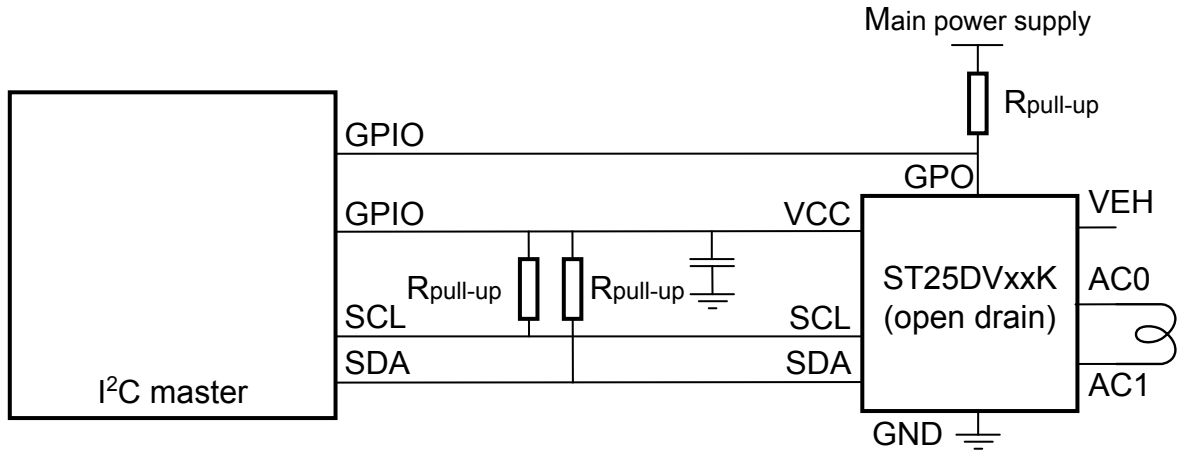 Main power supply
Rpull-up
GPIO
GPO
GPIO
VCC
VEH
Rpull-up
Rpull-up
ST25DVxxK
(open drain)
AC0
SCL
SCL
SDA
SDA
AC1
I²C master
GND